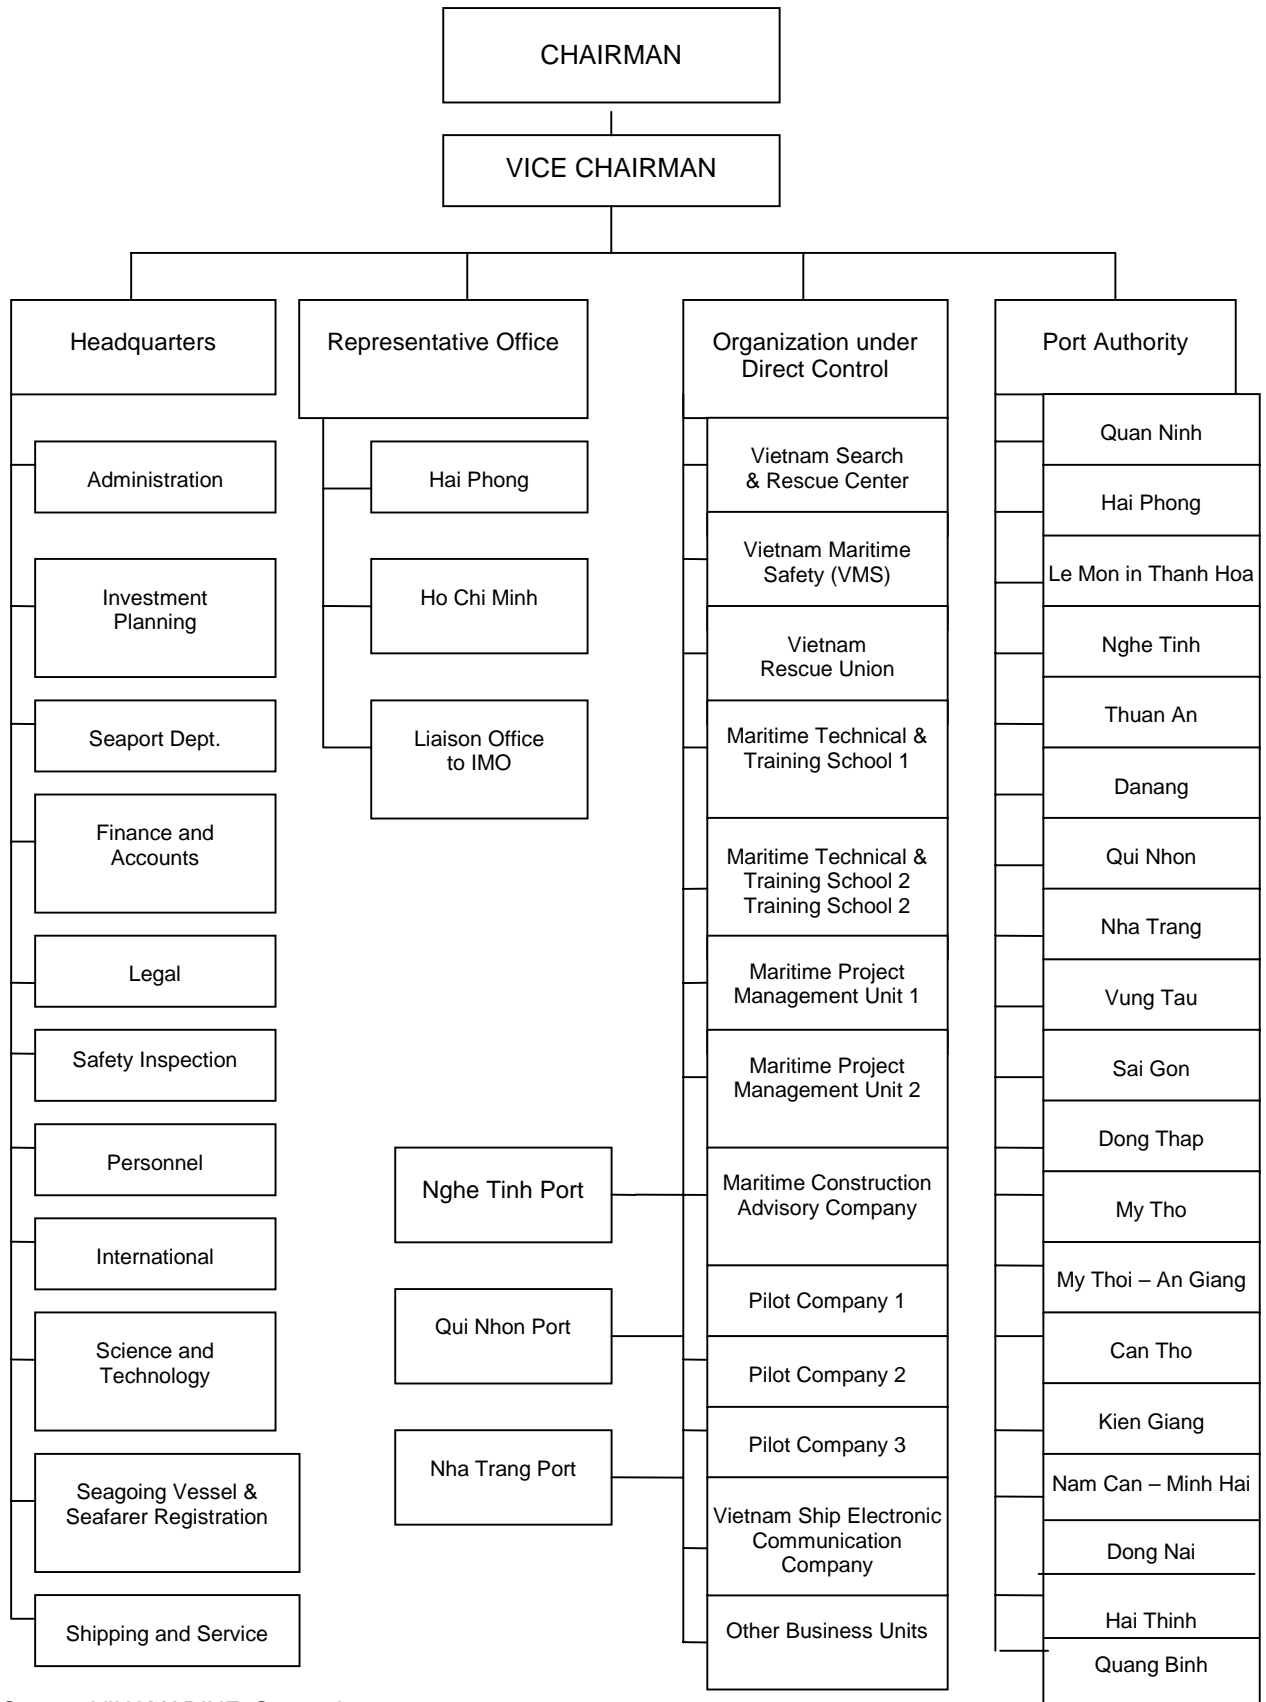 CHAIRMAN
VICE CHAIRMAN
Headquarters
Administration
Investment
Planning
Seaport Dept.
Finance and
Accounts
Legal
Safety Inspection
Personnel
International
Science and
Technology
Seagoing Vessel &
Seafarer Registration
Shipping and Service
Representative Office
Hai Phong
Ho Chi Minh
Liaison Office
to IMO
Organization under
Direct Control
Vietnam Search
& Rescue Center
Vietnam Maritime
Safety (VMS)
Vietnam
Rescue Union
Maritime Technical &
Training School 1
Maritime Technical &
Training School 2
Training School 2
Maritime Project
Management Unit 1
Maritime Project
Management Unit 2
Maritime Construction
Advisory Company
Pilot Company 1
Pilot Company 2
Pilot Company 3
Vietnam Ship Electronic
Communication
Company
Other Business Units
Nghe Tinh Port
Qui Nhon Port
Nha Trang Port
Port Authority
Quan Ninh
Hai Phong
Le Mon in Thanh Hoa
Nghe Tinh
Thuan An
Danang
Qui Nhon
Nha Trang
Vung Tau
Sai Gon
Dong Thap
My Tho
My Thoi – An Giang
Can Tho
Kien Giang
Nam Can – Minh Hai
Dong Nai
Hai Thinh
Quang Binh